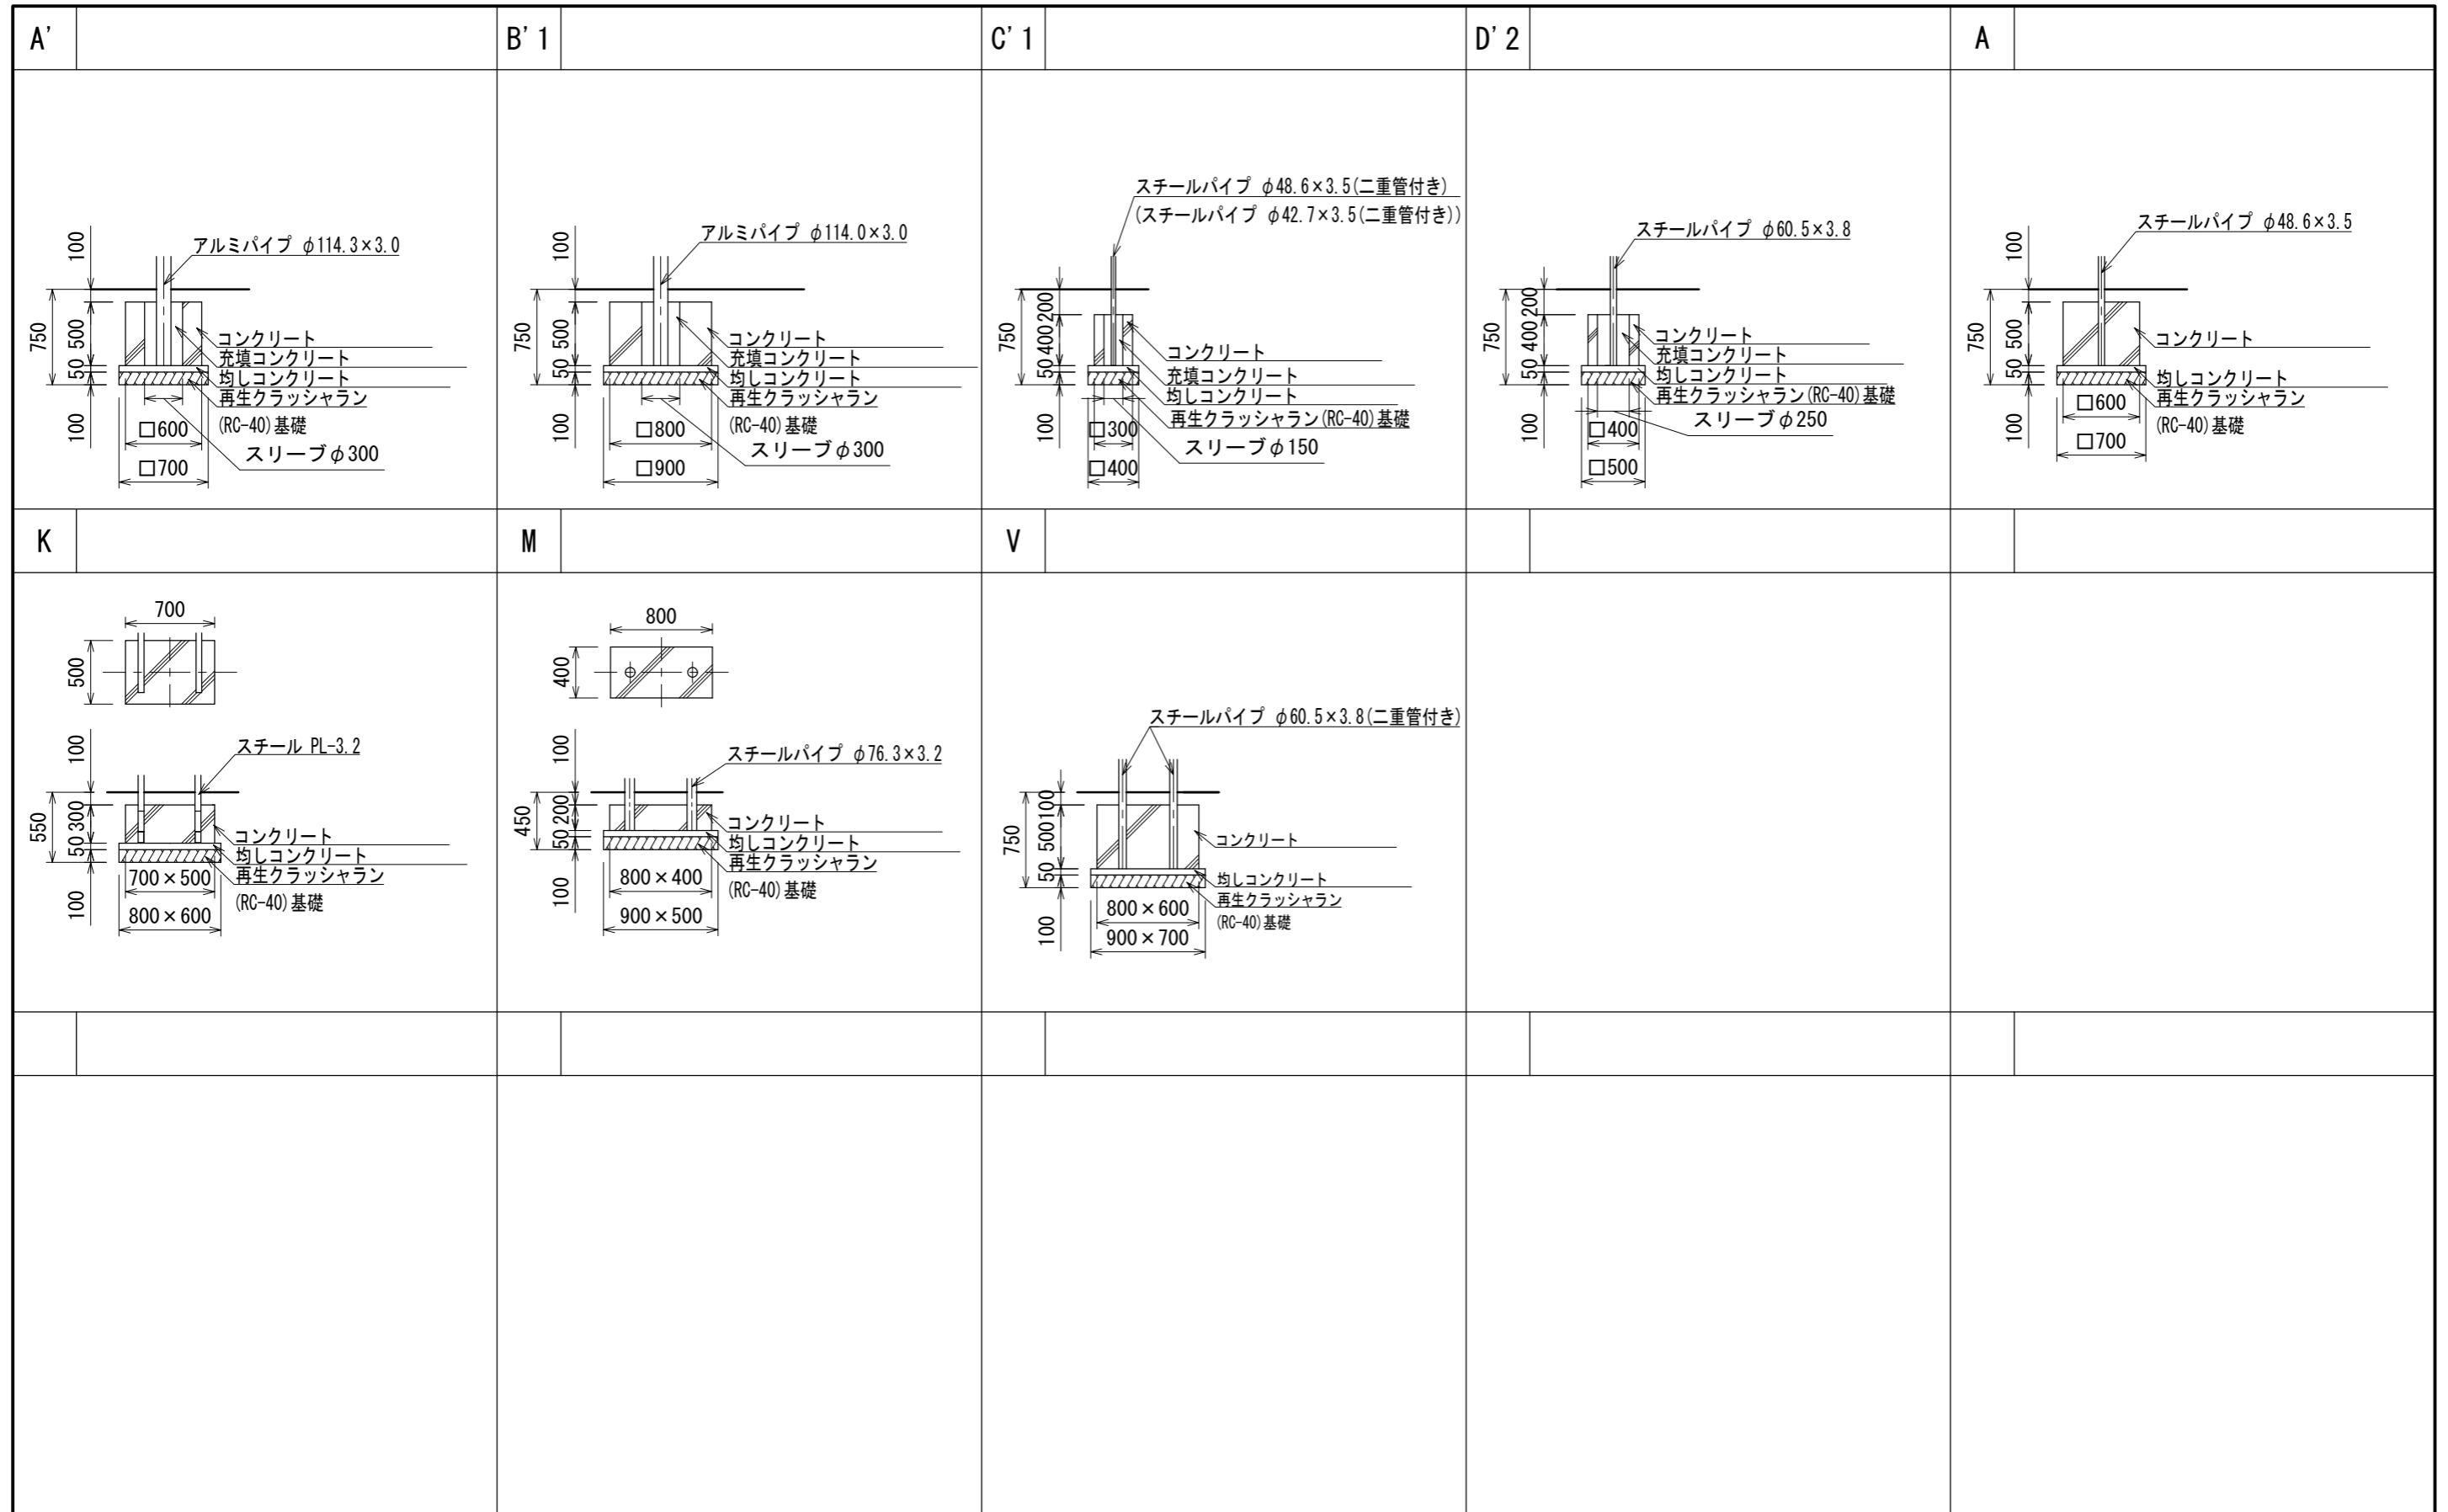 A'
B'1
C'1
D'2
A
アルミパイプ φ114.3×3.0
100
750
500
50
100
コンクリート
充填コンクリート
均しコンクリート
再生クラッシャラン
(RC-40)基礎
スリーブφ300
□600
□700
アルミパイプ φ114.0×3.0
100
750
500
50
100
コンクリート
充填コンクリート
均しコンクリート
再生クラッシャラン
(RC-40)基礎
スリーブφ300
□800
□900
スチールパイプ φ48.6×3.5(二重管付き)
(スチールパイプ φ42.7×3.5(二重管付き))
750
200
400
50
100
コンクリート
充填コンクリート
均しコンクリート
再生クラッシャラン(RC-40)基礎
スリーブφ150
□300
□400
スチールパイプ φ60.5×3.8
750
200
400
50
100
コンクリート
充填コンクリート
均しコンクリート
再生クラッシャラン(RC-40)基礎
スリーブφ250
□400
□500
スチールパイプ φ48.6×3.5
100
750
500
50
100
コンクリート
均しコンクリート
再生クラッシャラン
(RC-40)基礎
□600
□700
K
M
V
700
500
100
スチール PL-3.2
550
300
50
100
コンクリート
均しコンクリート
再生クラッシャラン
(RC-40)基礎
700×500
800×600
800
400
100
スチールパイプ φ76.3×3.2
450
200
50
100
コンクリート
均しコンクリート
再生クラッシャラン
(RC-40)基礎
800×400
900×500
スチールパイプ φ60.5×3.8(二重管付き)
750
100
500
50
100
コンクリート
均しコンクリート
再生クラッシャラン
(RC-40)基礎
800×600
900×700